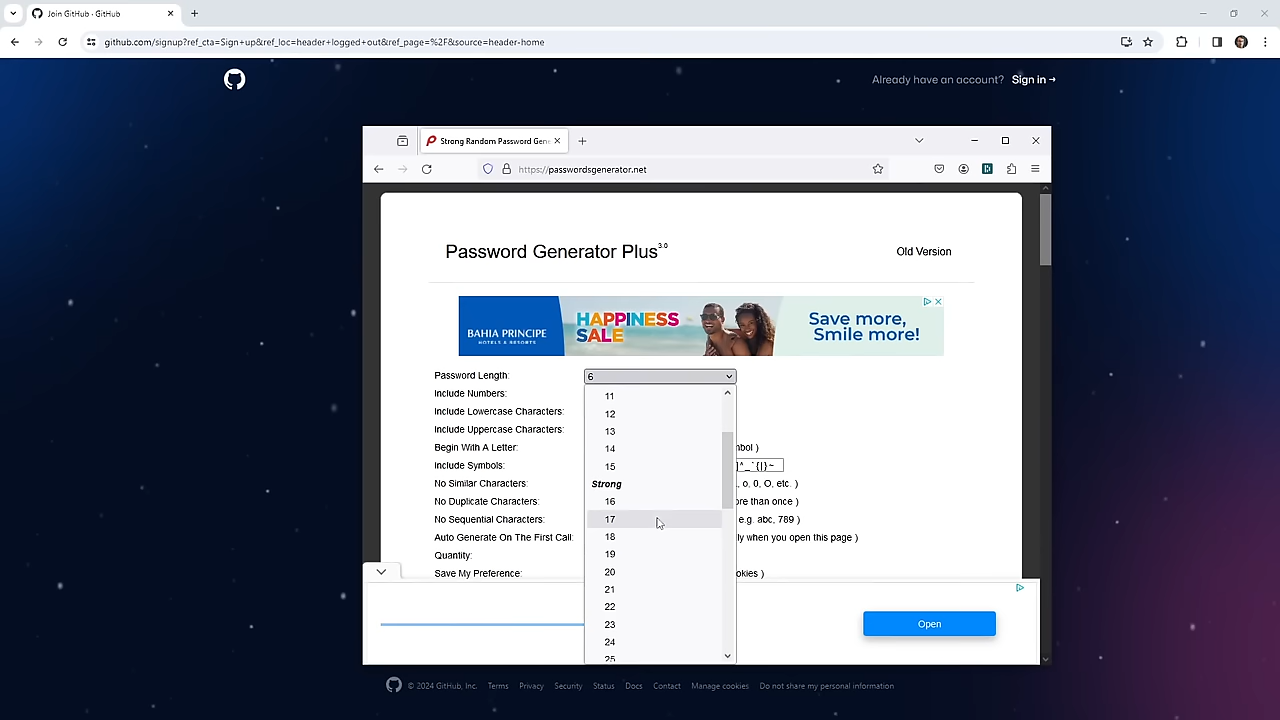 Join GitHub · GitHub
github.com/signup?ref_cta=Sign+up&ref_loc=header+logged+out&ref_page=%2F&source=header-home
Already have an account? Sign in →
Strong Random Password Gene
https://passwordsgenerator.net
Password Generator Plus 3.0
Old Version
BAHIA PRINCIPE
HOTELS & RESORTS
HAPPINESS
SALE
Save more,
Smile more!
Password Length:
6
Include Numbers:
11
Include Lowercase Characters:
12
Include Uppercase Characters:
13
Begin With A Letter:
14
mbol )
Include Symbols:
15
]^_`{|}~
No Similar Characters:
Strong
, o, 0, O, etc. )
No Duplicate Characters:
16
ore than once )
No Sequential Characters:
17
e.g. abc, 789 )
Auto Generate On The First Call:
18
ly when you open this page )
Quantity:
19
Save My Preference:
20
okies )
21
22
23
24
25
Open
© 2024 GitHub, Inc. Terms Privacy Security Status Docs Contact Manage cookies Do not share my personal information